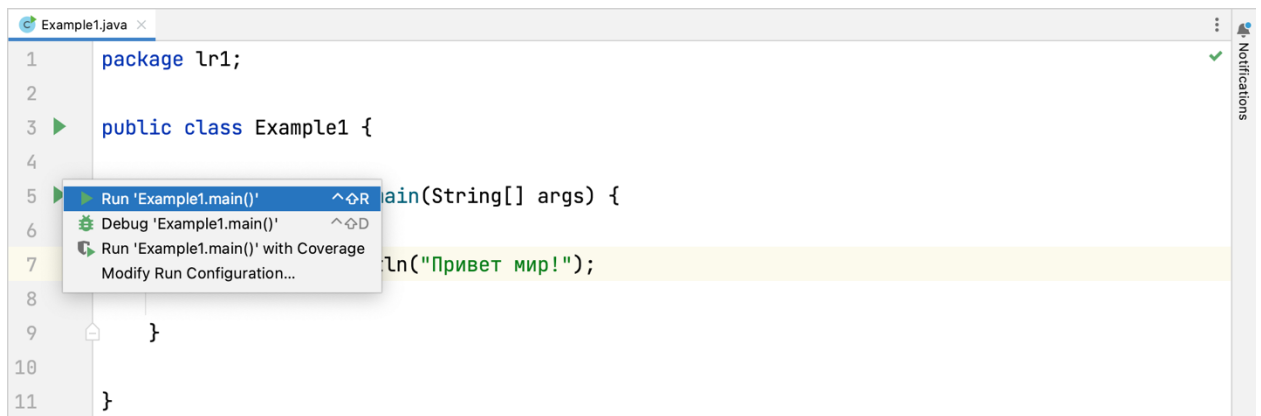 Example1.java
Notifications
1 package lr1;
2
3 public class Example1 {
4
5 main(String[] args) {
Run 'Example1.main()' ^⇧R
Debug 'Example1.main()' ^⇧D
Run 'Example1.main()' with Coverage
Modify Run Configuration...
6
7 ln("Привет мир!");
8
9 }
10
11 }